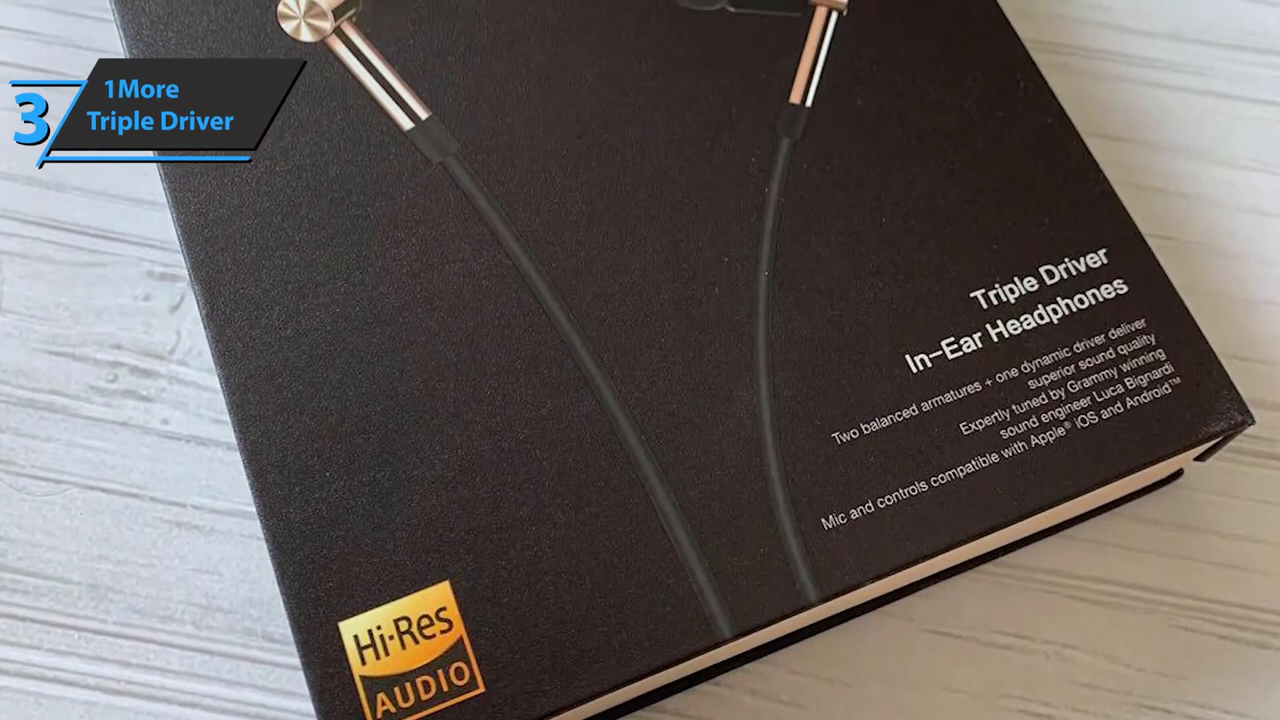 3
1More
Triple Driver
Triple Driver
In-Ear Headphones
Two balanced armatures + one dynamic driver deliver
superior sound quality
Expertly tuned by Grammy winning
sound engineer Luca Bignardi
Mic and controls compatible with Apple® iOS and Android™
Hi-Res
AUDIO